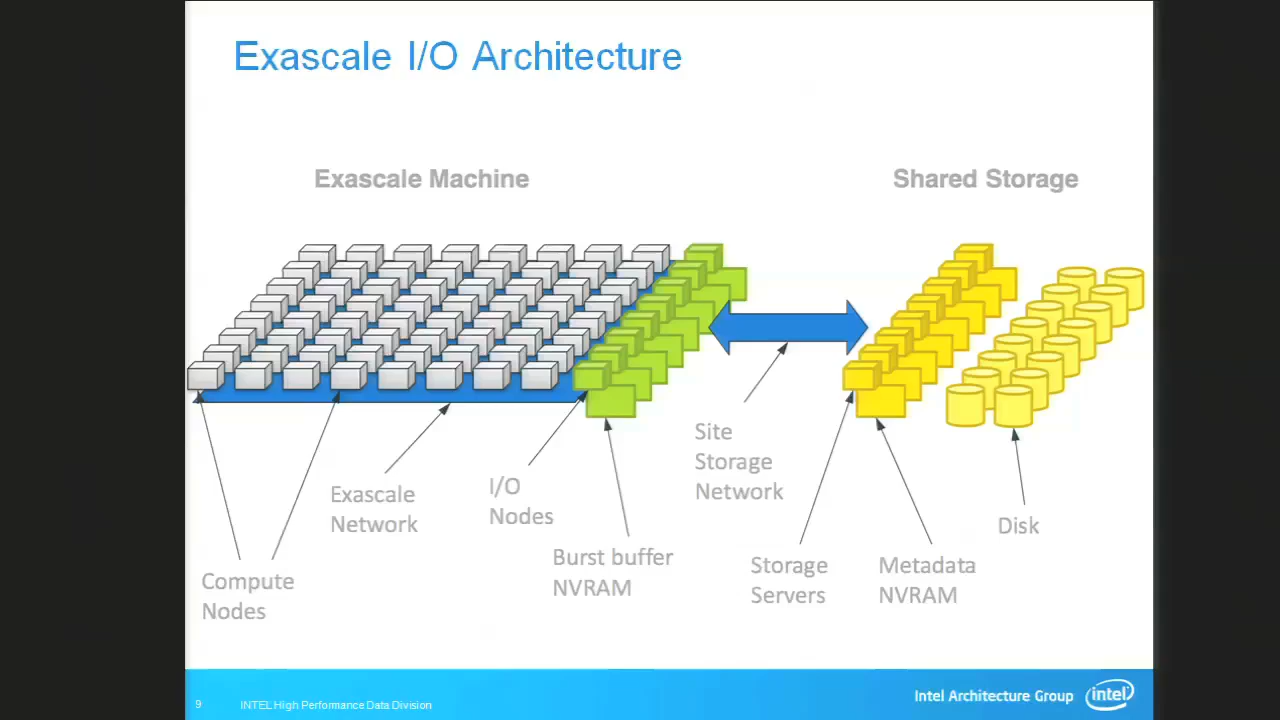 Exascale I/O Architecture
Exascale Machine
Shared Storage
Compute
Nodes
Exascale
Network
I/O
Nodes
Burst buffer
NVRAM
Site
Storage
Network
Storage
Servers
Metadata
NVRAM
Disk
9
INTEL High Performance Data Division
Intel Architecture Group
intel